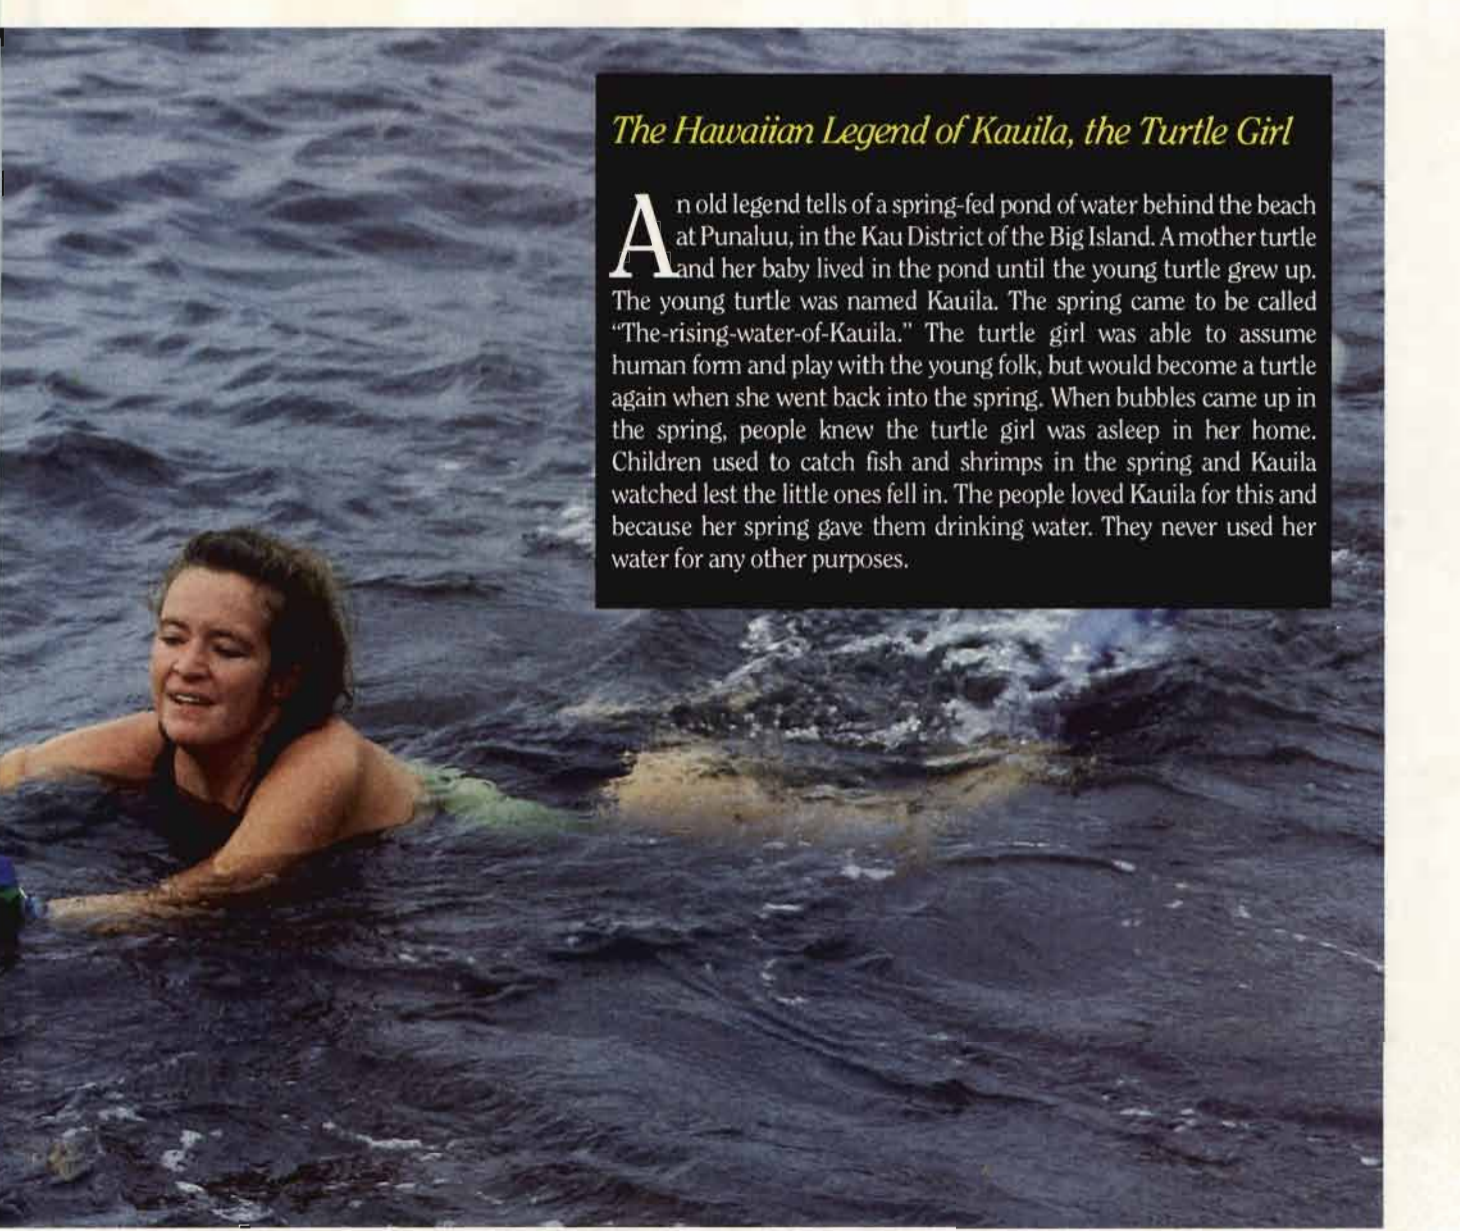 The Hawaiian Legend of Kauila, the Turtle Girl
An old legend tells of a spring-fed pond of water behind the beach
at Punaluu, in the Kau District of the Big Island. A mother turtle
and her baby lived in the pond until the young turtle grew up.
The young turtle was named Kauila. The spring came to be called
“The-rising-water-of-Kauila.” The turtle girl was able to assume
human form and play with the young folk, but would become a turtle
again when she went back into the spring. When bubbles came up in
the spring, people knew the turtle girl was asleep in her home.
Children used to catch fish and shrimps in the spring and Kauila
watched lest the little ones fell in. The people loved Kauila for this and
because her spring gave them drinking water. They never used her
water for any other purposes.